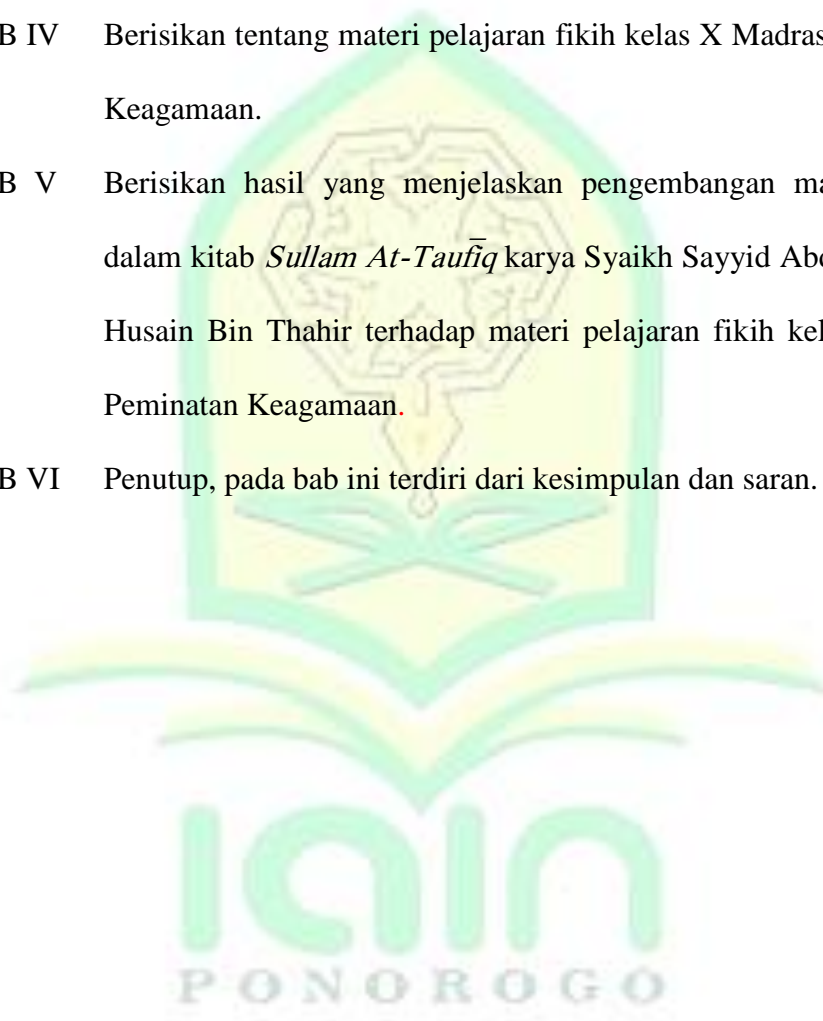 B IV Berisikan tentang materi pelajaran fikih kelas X Madras
Keagamaan.
B V Berisikan hasil yang menjelaskan pengembangan ma
dalam kitab Sullam At-Taufīq karya Syaikh Sayyid Abd
Husain Bin Thahir terhadap materi pelajaran fikih kel
Peminatan Keagamaan.
B VI Penutup, pada bab ini terdiri dari kesimpulan dan saran.
iain
PONOROGO